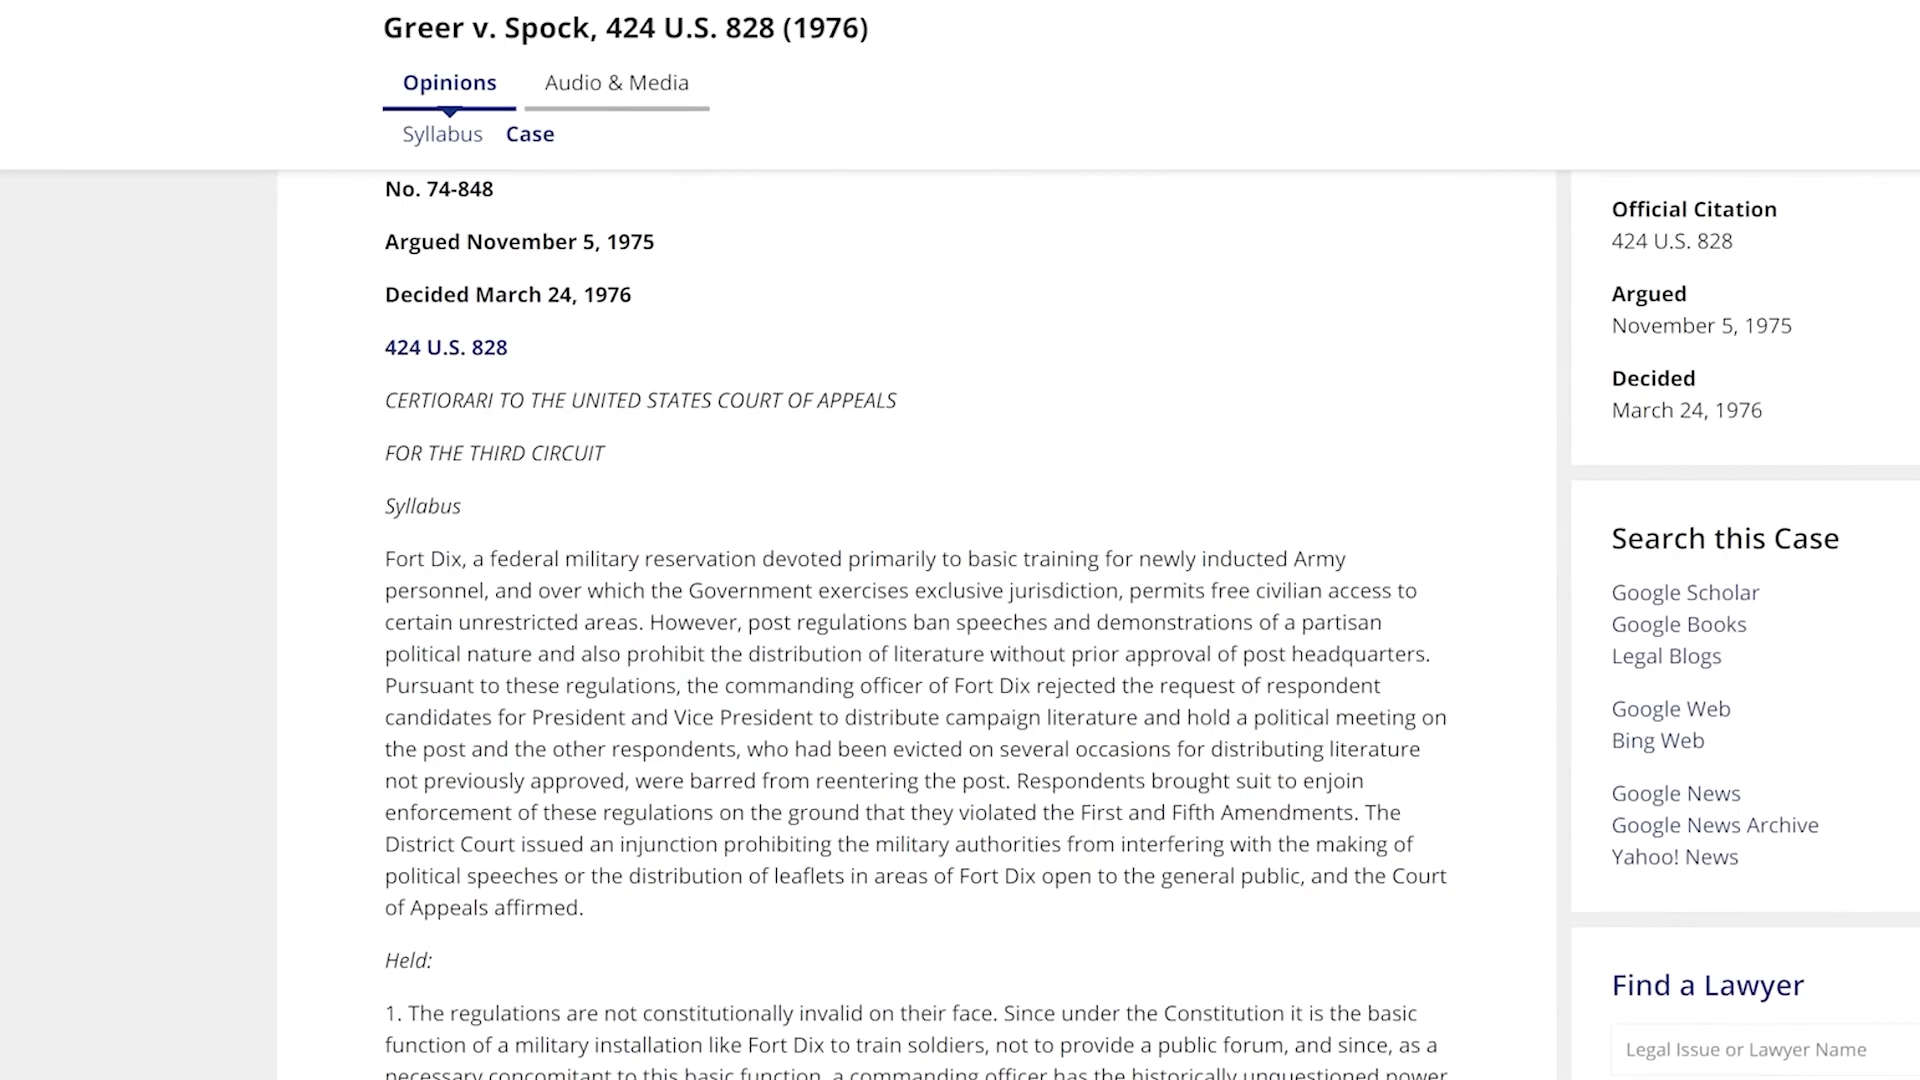 Greer v. Spock, 424 U.S. 828 (1976)
Opinions
Audio & Media
Syllabus
Case
No. 74-848
Argued November 5, 1975
Decided March 24, 1976
424 U.S. 828
CERTIORARI TO THE UNITED STATES COURT OF APPEALS
FOR THE THIRD CIRCUIT
Syllabus
Fort Dix, a federal military reservation devoted primarily to basic training for newly inducted Army
personnel, and over which the Government exercises exclusive jurisdiction, permits free civilian access to
certain unrestricted areas. However, post regulations ban speeches and demonstrations of a partisan
political nature and also prohibit the distribution of literature without prior approval of post headquarters.
Pursuant to these regulations, the commanding officer of Fort Dix rejected the request of respondent
candidates for President and Vice President to distribute campaign literature and hold a political meeting on
the post and the other respondents, who had been evicted on several occasions for distributing literature
not previously approved, were barred from reentering the post. Respondents brought suit to enjoin
enforcement of these regulations on the ground that they violated the First and Fifth Amendments. The
District Court issued an injunction prohibiting the military authorities from interfering with the making of
political speeches or the distribution of leaflets in areas of Fort Dix open to the general public, and the Court
of Appeals affirmed.
Held:
1. The regulations are not constitutionally invalid on their face. Since under the Constitution it is the basic
function of a military installation like Fort Dix to train soldiers, not to provide a public forum, and since, as a
necessary concomitant to this basic function, a commanding officer has the historically unquestioned power
Official Citation
424 U.S. 828
Argued
November 5, 1975
Decided
March 24, 1976
Search this Case
Google Scholar
Google Books
Legal Blogs
Google Web
Bing Web
Google News
Google News Archive
Yahoo! News
Find a Lawyer
Legal Issue or Lawyer Name